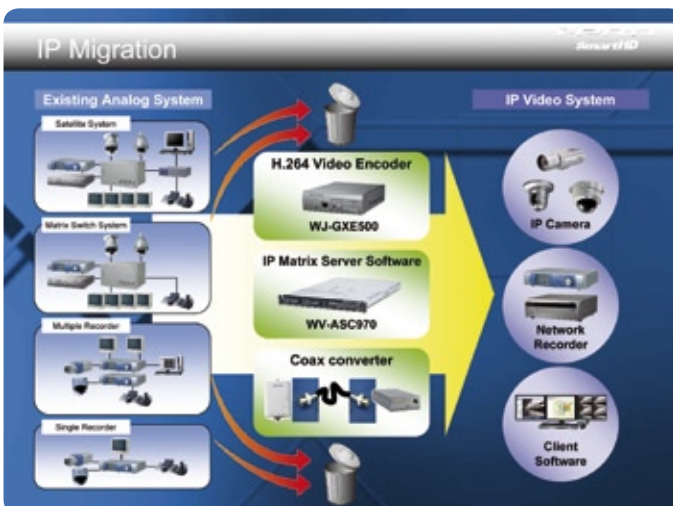 IP Migration
SmartHD
Existing Analog System
Satellite System
Matrix Switch System
Multiple Recorder
Single Recorder
H.264 Video Encoder
WJ-GXE500
IP Matrix Server Software
WV-ASC970
Coax converter
IP Video System
IP Camera
Network
Recorder
Client
Software